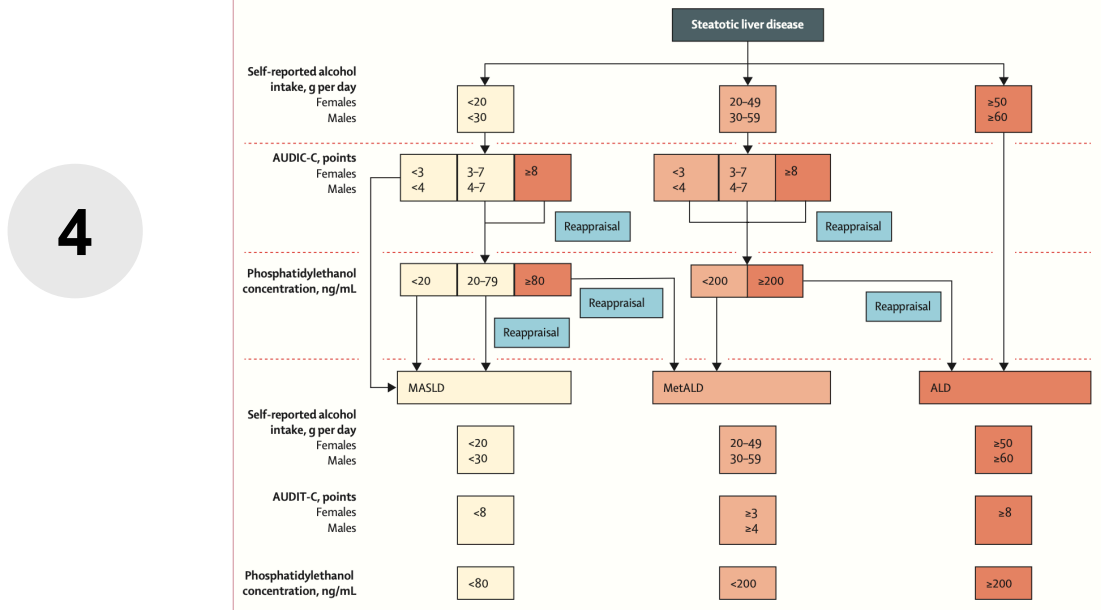 4
Steatotic liver disease
Self-reported alcohol
intake, g per day
Females
Males
<20
<30
20–49
30–59
≥50
≥60
AUDIC-C, points
Females
Males
<3
<4
3–7
4–7
≥8
<3
<4
3–7
4–7
≥8
Reappraisal
Reappraisal
Phosphatidylethanol
concentration, ng/mL
<20
20–79
≥80
<200
≥200
Reappraisal
Reappraisal
Reappraisal
MASLD
MetALD
ALD
Self-reported alcohol
intake, g per day
Females
Males
<20
<30
20–49
30–59
≥50
≥60
AUDIT-C, points
Females
Males
<8
≥3
≥4
≥8
Phosphatidylethanol
concentration, ng/mL
<80
<200
≥200